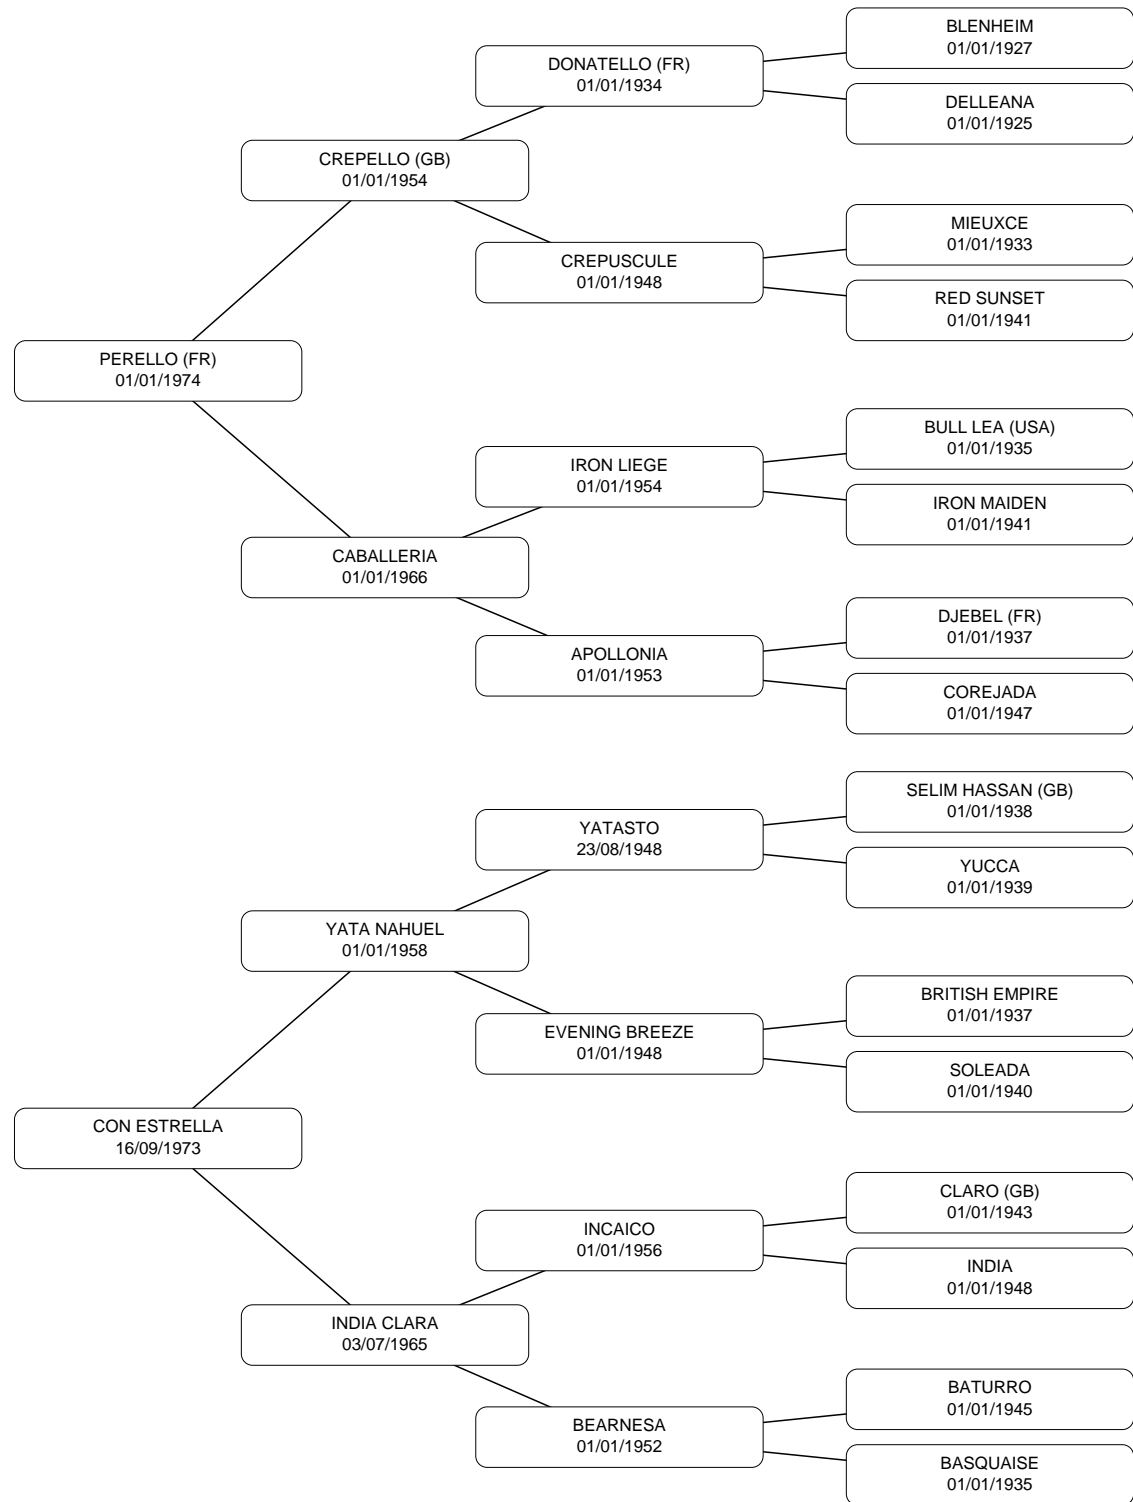 BLENHEIM
01/01/1927
DONATELLO (FR)
01/01/1934
DELLEANA
01/01/1925
CREPELLO (GB)
01/01/1954
MIEUXCE
01/01/1933
CREPUSCULE
01/01/1948
RED SUNSET
01/01/1941
PERELLO (FR)
01/01/1974
BULL LEA (USA)
01/01/1935
IRON LIEGE
01/01/1954
IRON MAIDEN
01/01/1941
CABALLERIA
01/01/1966
DJEBEL (FR)
01/01/1937
APOLLONIA
01/01/1953
COREJADA
01/01/1947
SELIM HASSAN (GB)
01/01/1938
YATASTO
23/08/1948
YUCCA
01/01/1939
YATA NAHUEL
01/01/1958
BRITISH EMPIRE
01/01/1937
EVENING BREEZE
01/01/1948
SOLEADA
01/01/1940
CON ESTRELLA
16/09/1973
CLARO (GB)
01/01/1943
INCAICO
01/01/1956
INDIA
01/01/1948
INDIA CLARA
03/07/1965
BATURRO
01/01/1945
BEARNESA
01/01/1952
BASQUAISE
01/01/1935